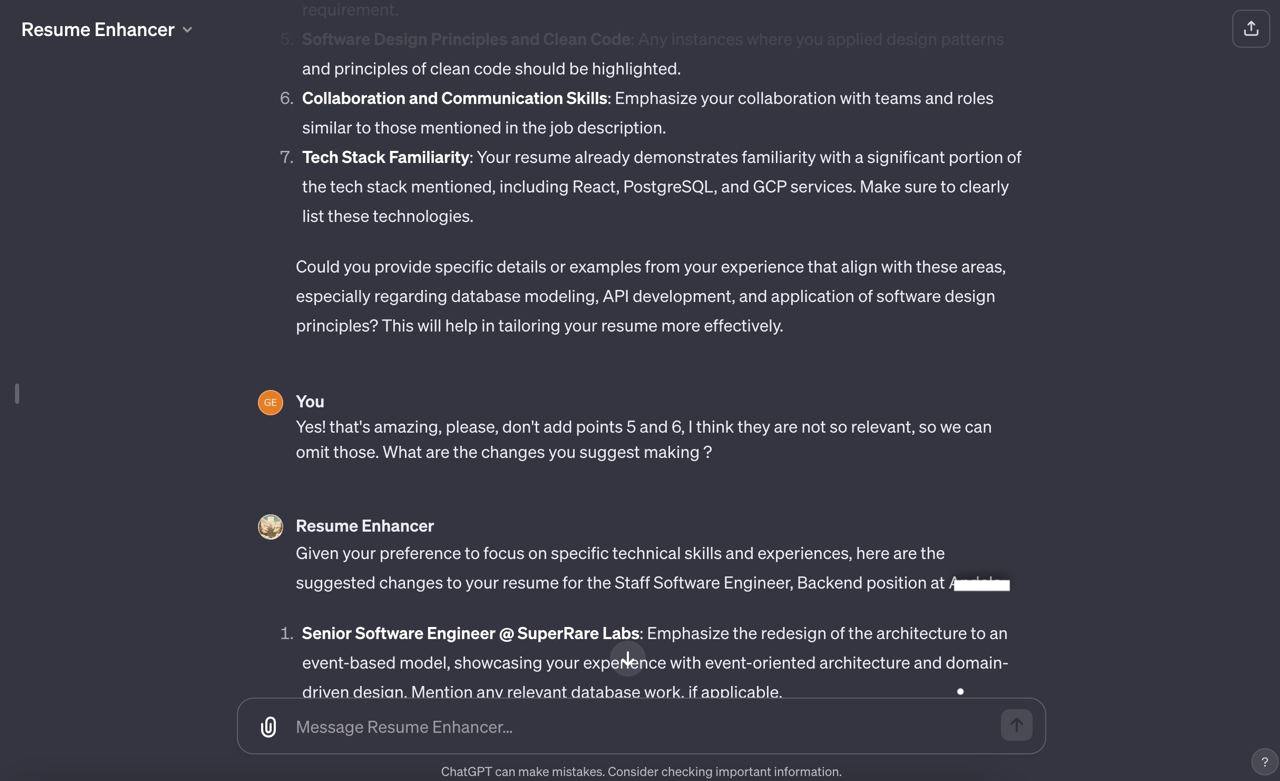 Resume Enhancer
requirement.
5. Software Design Principles and Clean Code: Any instances where you applied design patterns
and principles of clean code should be highlighted.
6. Collaboration and Communication Skills: Emphasize your collaboration with teams and roles
similar to those mentioned in the job description.
7. Tech Stack Familiarity: Your resume already demonstrates familiarity with a significant portion of
the tech stack mentioned, including React, PostgreSQL, and GCP services. Make sure to clearly
list these technologies.
Could you provide specific details or examples from your experience that align with these areas,
especially regarding database modeling, API development, and application of software design
principles? This will help in tailoring your resume more effectively.
GE
You
Yes! that's amazing, please, don't add points 5 and 6, I think they are not so relevant, so we can
omit those. What are the changes you suggest making ?
Resume Enhancer
Given your preference to focus on specific technical skills and experiences, here are the
suggested changes to your resume for the Staff Software Engineer, Backend position at
1. Senior Software Engineer @ SuperRare Labs: Emphasize the redesign of the architecture to an
event-based model, showcasing your experience with event-oriented architecture and domain-
driven design. Mention any relevant database work, if applicable.
Message Resume Enhancer...
ChatGPT can make mistakes. Consider checking important information.
?